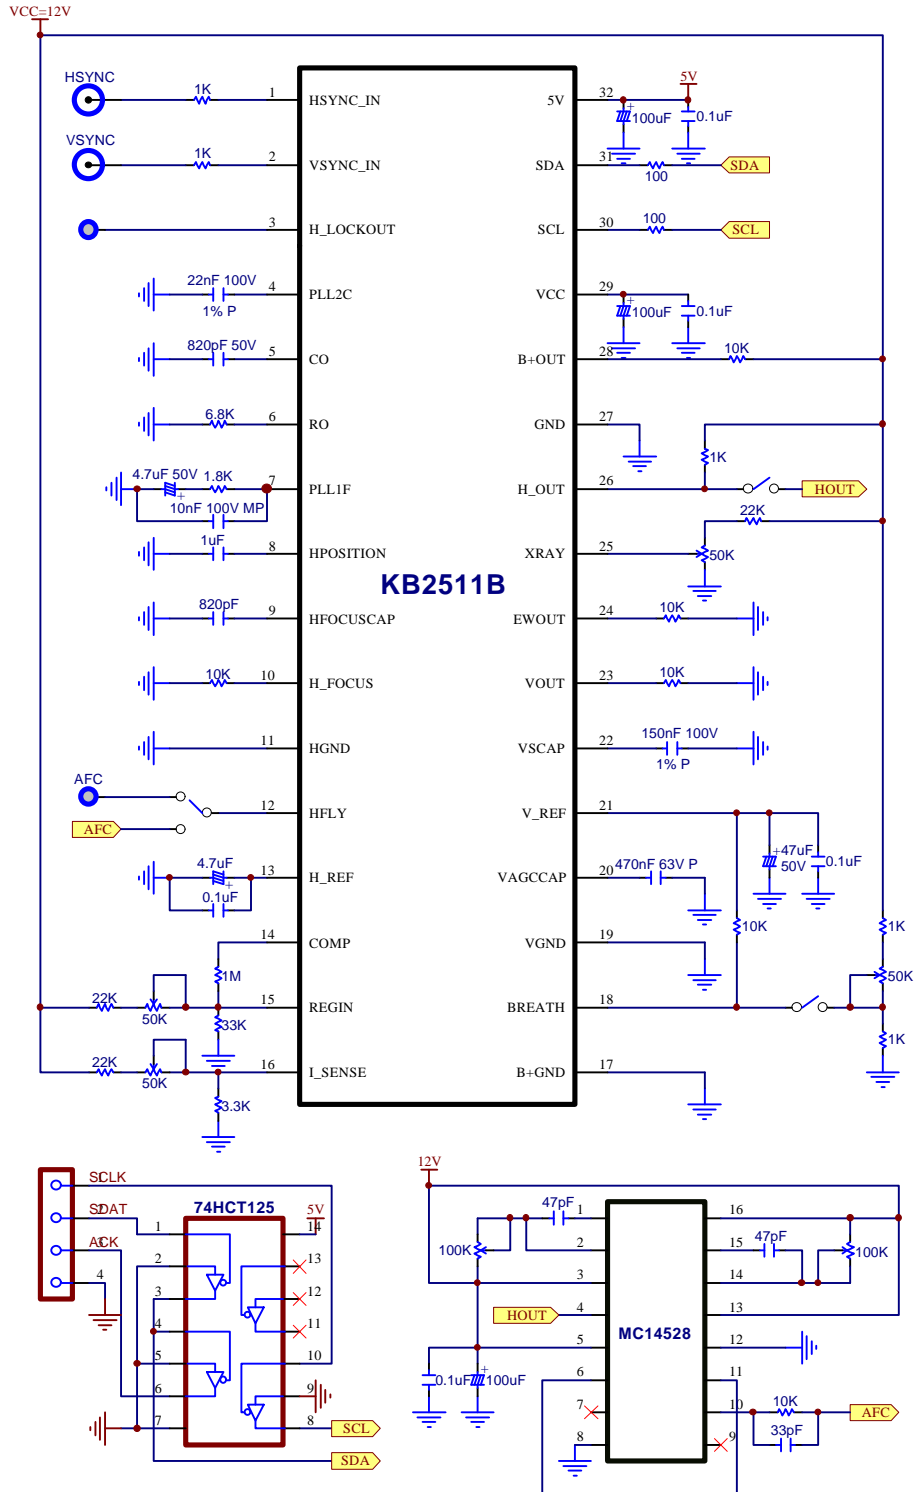 VCC=12V
HSYNC
1K
1
HSYNC_IN
VSYNC
1K
2
VSYNC_IN
3
H_LOCKOUT
22nF 100V
4
PLL2C
1% P
820pF 50V
5
CO
6.8K
6
RO
4.7uF 50V
1.8K
7
PLL1F
+
10nF 100V MP
1uF
8
HPOSITION
820pF
9
HFOCUSCAP
10K
10
H_FOCUS
11
HGND
AFC
12
HFLY
AFC
4.7uF
13
H_REF
+
0.1uF
14
COMP
1M
22K
50K
15
REGIN
33K
22K
50K
16
I_SENSE
3.3K
KB2511B
5V
32
5V
+
100uF
0.1uF
SDA
31
100
SDA
SCL
30
100
SCL
VCC
29
+
100uF
0.1uF
B+OUT
28
10K
GND
27
1K
H_OUT
26
HOUT
22K
XRAY
25
50K
EWOUT
24
10K
VOUT
23
10K
VSCAP
22
150nF 100V
1% P
V_REF
21
+
47uF
50V
0.1uF
VAGCCAP
20
470nF 63V P
10K
1K
VGND
19
50K
BREATH
18
1K
B+GND
17
SCLK
1
SDAT
2
ACK
3
4
74HCT125
5V
1
14
2
13
3
12
4
11
5
10
6
9
7
8
SCL
SDA
12V
47pF
1
16
100K
2
15
47pF
100K
3
14
HOUT
4
13
MC14528
5
12
0.1uF
+
100uF
6
11
7
10
10K
AFC
8
9
33pF